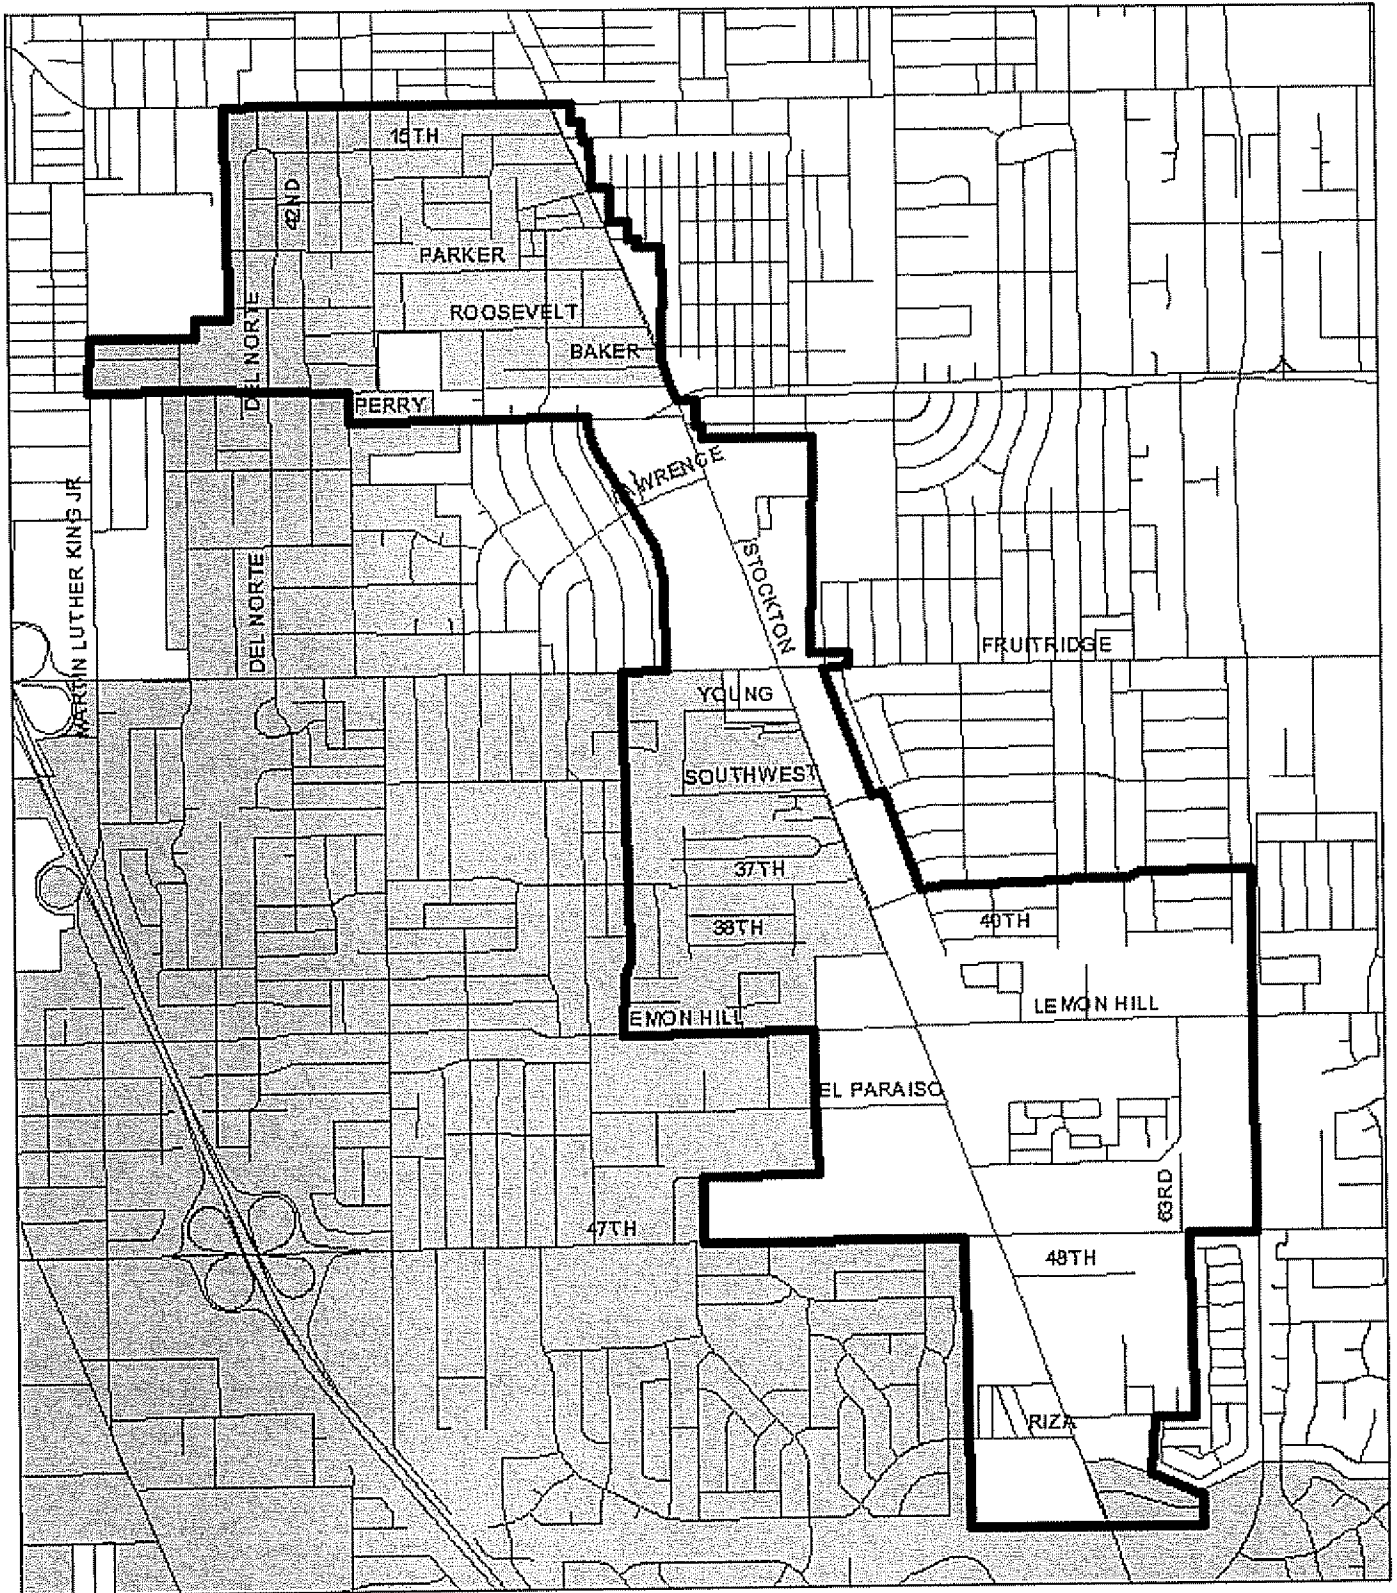 15TH
42ND
PARKER
DEL NORTE
ROOSEVELT
BAKER
PERRY
LAWRENCE
MARTIN LUTHER KING JR
STOCKTON
DEL NORTE
FRUITRIDGE
YOUNG
SOUTHWEST
37TH
38TH
40TH
LEMON HILL
EMON HILL
EL PARAISO
63RD
47TH
48TH
RIZA